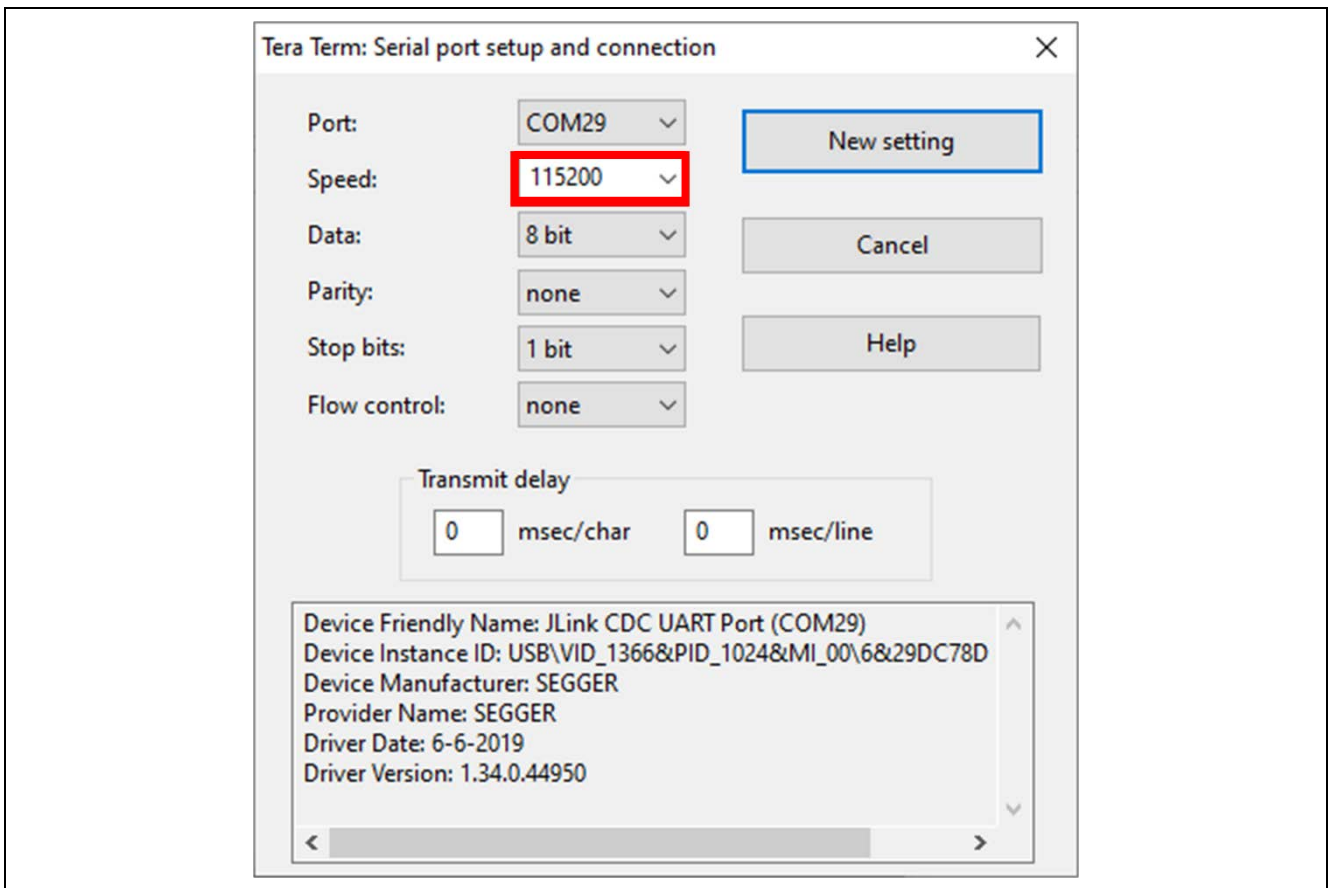 Tera Term: Serial port setup and connection
Port: COM29 New setting
Speed: 115200
Data: 8 bit Cancel
Parity: none
Stop bits: 1 bit Help
Flow control: none
Transmit delay
0 msec/char 0 msec/line
Device Friendly Name: JLink CDC UART Port (COM29)
Device Instance ID: USB\VID_1366&PID_1024&MI_00\6&29DC78D
Device Manufacturer: SEGGER
Provider Name: SEGGER
Driver Date: 6-6-2019
Driver Version: 1.34.0.44950